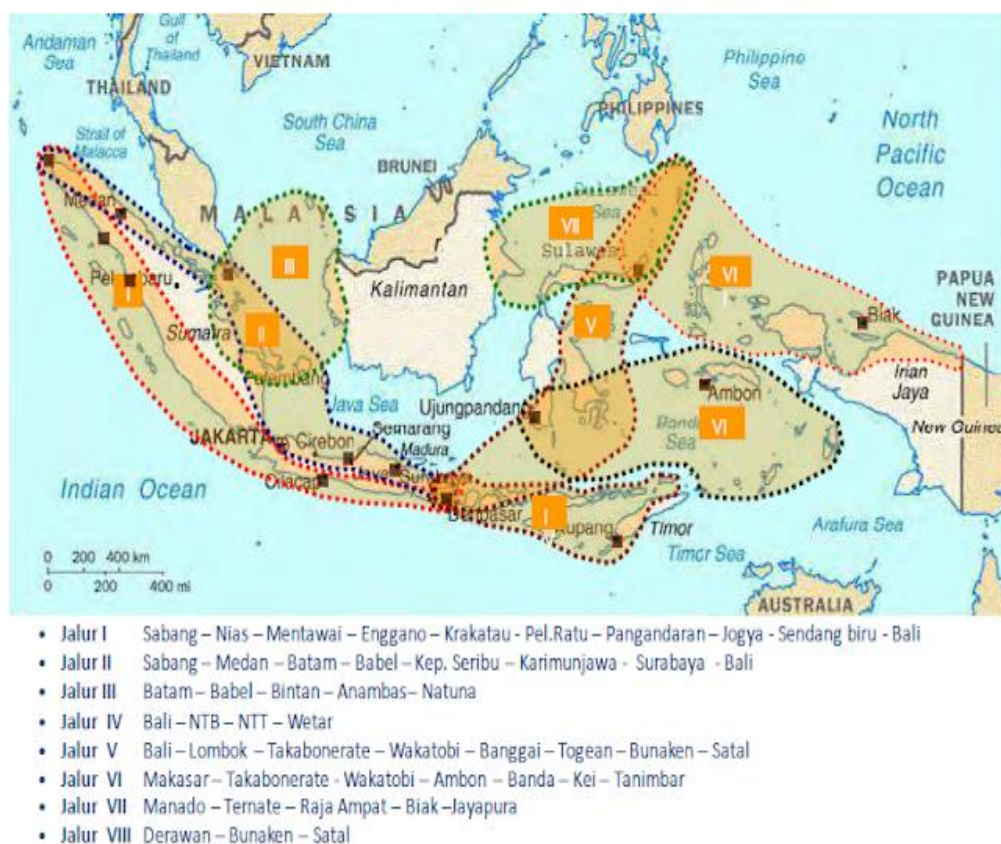 Andaman
Sea
Gulf
of
Thailand
VIETNAM
THAILAND
Philippino
Sea
South China
Sea
PHILIPPINES
North
Pacific
Ocean
Strait of
Malacca
BRUNEI
Medan
MALAYSIA
VII
Sea
Sulawesi
III
Kalimantan
VI
I
PAPUA
NEW
GUINEA
I
Sumatra
II
V
Biak
Irian
Jaya
Java Sea
Ujungpandang
Ambon
VI
Banda
Sea
New Guinea
JAKARTA
Cirebon
Semarang
Madura
Indian Ocean
Cilacap
Denpasar
I
Kupang
Timor
Arafura Sea
Timor Sea
0 200 400 km
0 200 400 mi
AUSTRALIA
• Jalur I Sabang – Nias – Mentawai – Enggano – Krakatau - Pel.Ratu – Pangandaran – Jogya - Sendang biru - Bali
• Jalur II Sabang – Medan – Batam – Babel – Kep. Seribu – Karimunjawa - Surabaya - Bali
• Jalur III Batam – Babel – Bintan – Anambas – Natuna
• Jalur IV Bali – NTB – NTT – Wetar
• Jalur V Bali – Lombok – Takabonerate – Wakatobi – Banggai – Togean – Bunaken – Satal
• Jalur VI Makasar – Takabonerate - Wakatobi – Ambon – Banda – Kei – Tanimbar
• Jalur VII Manado – Ternate – Raja Ampat – Biak –Jayapura
• Jalur VIII Derawan – Bunaken – Satal